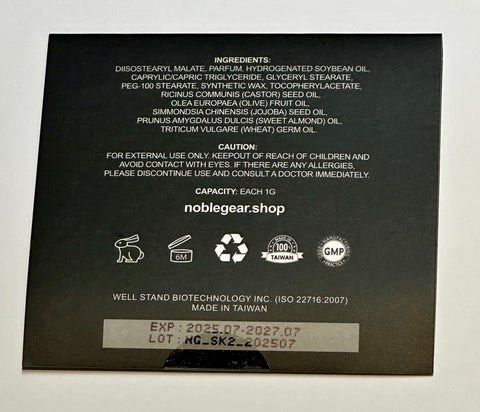 INGREDIENTS:
DIISOSTEARYL MALATE, PARFUM, HYDROGENATED SOYBEAN OIL,
CAPRYLIC/CAPRIC TRIGLYCERIDE, GLYCERYL STEARATE,
PEG-100 STEARATE, SYNTHETIC WAX, TOCOPHERYLACETATE,
RICINUS COMMUNIS (CASTOR) SEED OIL,
OLEA EUROPAEA (OLIVE) FRUIT OIL,
SIMMONDSIA CHINENSIS (JOJOBA) SEED OIL,
PRUNUS AMYGDALUS DULCIS (SWEET ALMOND) OIL,
TRITICUM VULGARE (WHEAT) GERM OIL.
CAUTION:
FOR EXTERNAL USE ONLY. KEEPOUT OF REACH OF CHILDREN AND
AVOID CONTACT WITH EYES. IF THERE ARE ANY ALLERGIES,
PLEASE DISCONTINUE USE AND CONSULT A DOCTOR IMMEDIATELY.
CAPACITY: EACH 1G
noblegear.shop
6M
100
TAIWAN
GMP
WELL STAND BIOTECHNOLOGY INC. (ISO 22716:2007)
MADE IN TAIWAN
EXP : 2025.07-2027.07
LOT : NG_SK2_202507